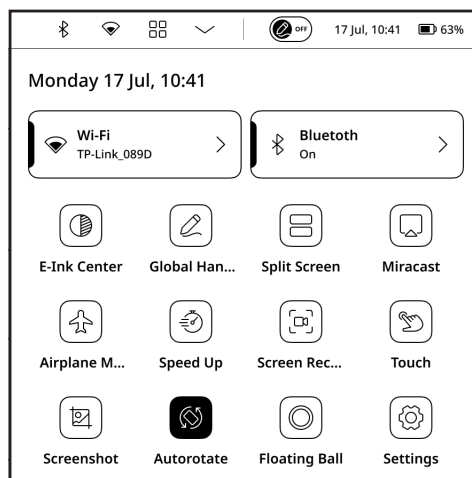 OFF 17 Jul, 10:41 63%
Monday 17 Jul, 10:41
Wi-Fi
TP-Link_089D
Bluetoth
On
E-Ink Center Global Han... Split Screen Miracast
Airplane M... Speed Up Screen Rec... Touch
Screenshot Autorotate Floating Ball Settings